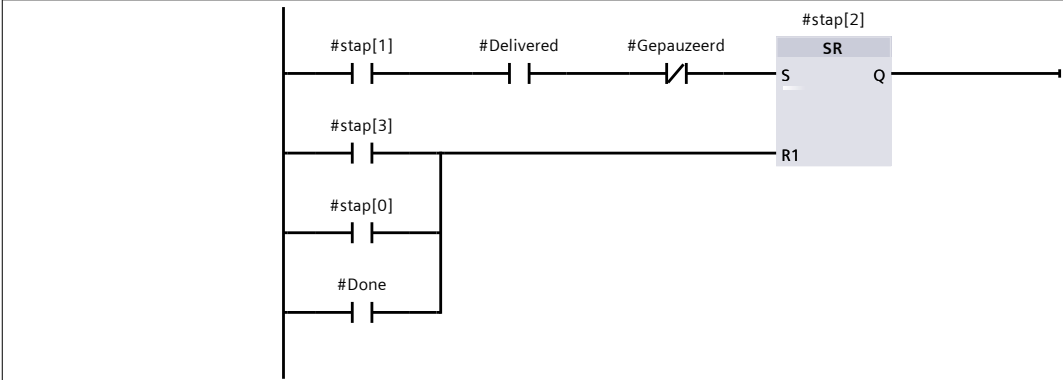 #stap[2]
#stap[1] #Delivered #Gepauzeerd SR
S Q
#stap[3]
R1
#stap[0]
#Done